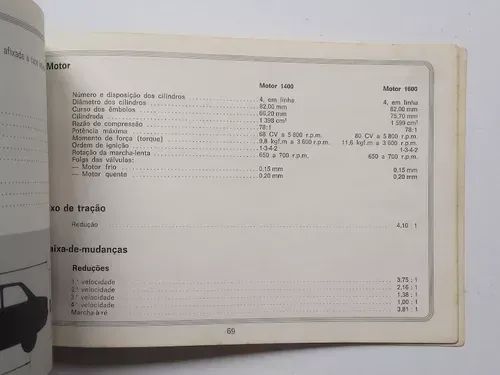 afixada a
Motor
Motor 1400 Motor 1600
Número e disposição dos cilindros 4, em linha 4, em linha
Diâmetro dos cilindros 82,00 mm 82,00 mm
Curso dos êmbolos 66,20 mm 75,70 mm
Cilindrada 1 398 cm³ 1 599 cm³
Razão de compressão 78:1 78:1
Potência máxima 68 CV a 5 800 r.p.m. 80 CV a 5 800 r.p.m.
Momento de força (torque) 9,8 kgf.m a 3 600 r.p.m. 11,6 kgf.m a 3 600 r.p.m.
Ordem de ignição 1-3-4-2 1-3-4-2
Rotação da marcha-lenta 650 a 700 r.p.m. 650 a 700 r.p.m.
Folga das válvulas:
— Motor frio 0,15 mm 0,15 mm
— Motor quente 0,20 mm 0,20 mm
ixo de tração
Redução 4,10 : 1
aixa-de-mudanças
Reduções
1.ª velocidade 3,75 : 1
2.ª velocidade 2,16 : 1
3.ª velocidade 1,38 : 1
4.ª velocidade 1,00 : 1
Marcha-à-ré 3,81 : 1
69